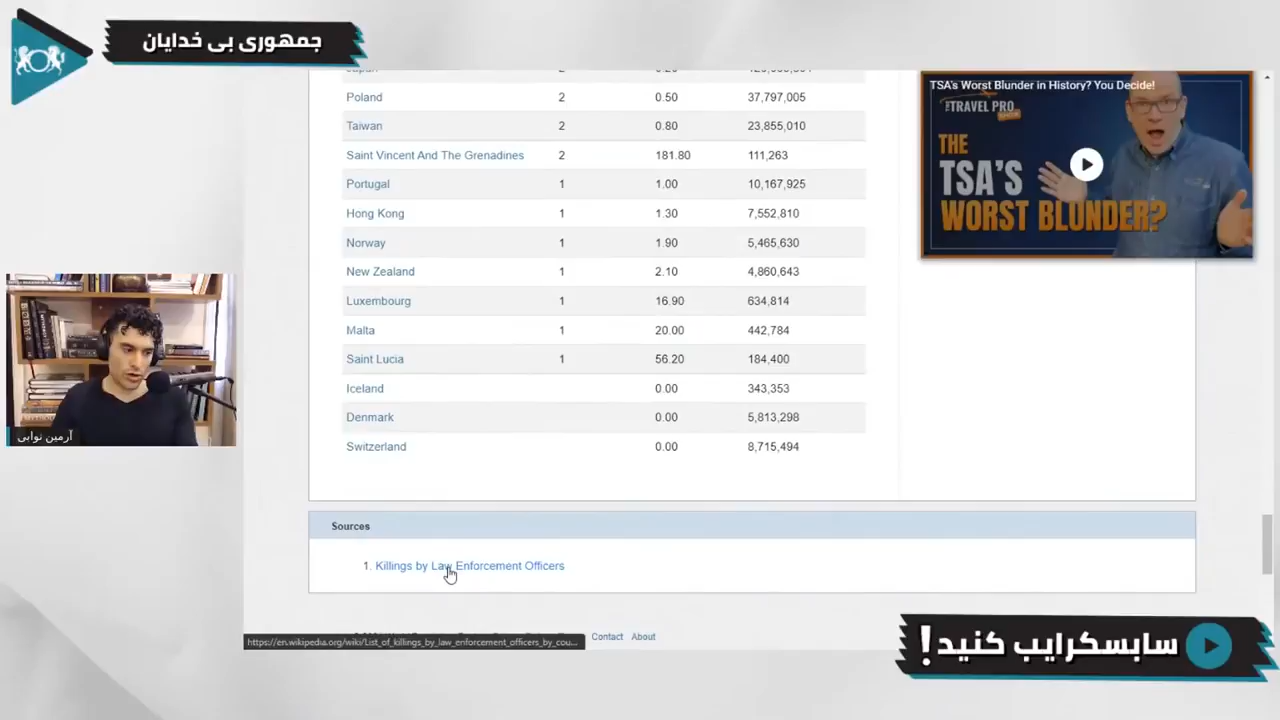 جمهوری بی خدایان
Poland 2 0.50 37,797,005
Taiwan 2 0.80 23,855,010
Saint Vincent And The Grenadines 2 181.80 111,263
Portugal 1 1.00 10,167,925
Hong Kong 1 1.30 7,552,810
Norway 1 1.90 5,465,630
New Zealand 1 2.10 4,860,643
Luxembourg 1 16.90 634,814
Malta 1 20.00 442,784
Saint Lucia 1 56.20 184,400
Iceland 0.00 343,353
Denmark 0.00 5,813,298
Switzerland 0.00 8,715,494
TSA's Worst Blunder in History? You Decide!
TRAVEL PRO
THE
TSA'S
WORST BLUNDER?
آرمین نوابی
Sources
1. Killings by Law Enforcement Officers
Contact About
https://en.wikipedia.org/wiki/List_of_killings_by_law_enforcement_officers_by_cou...
سابسکرایب کنید!